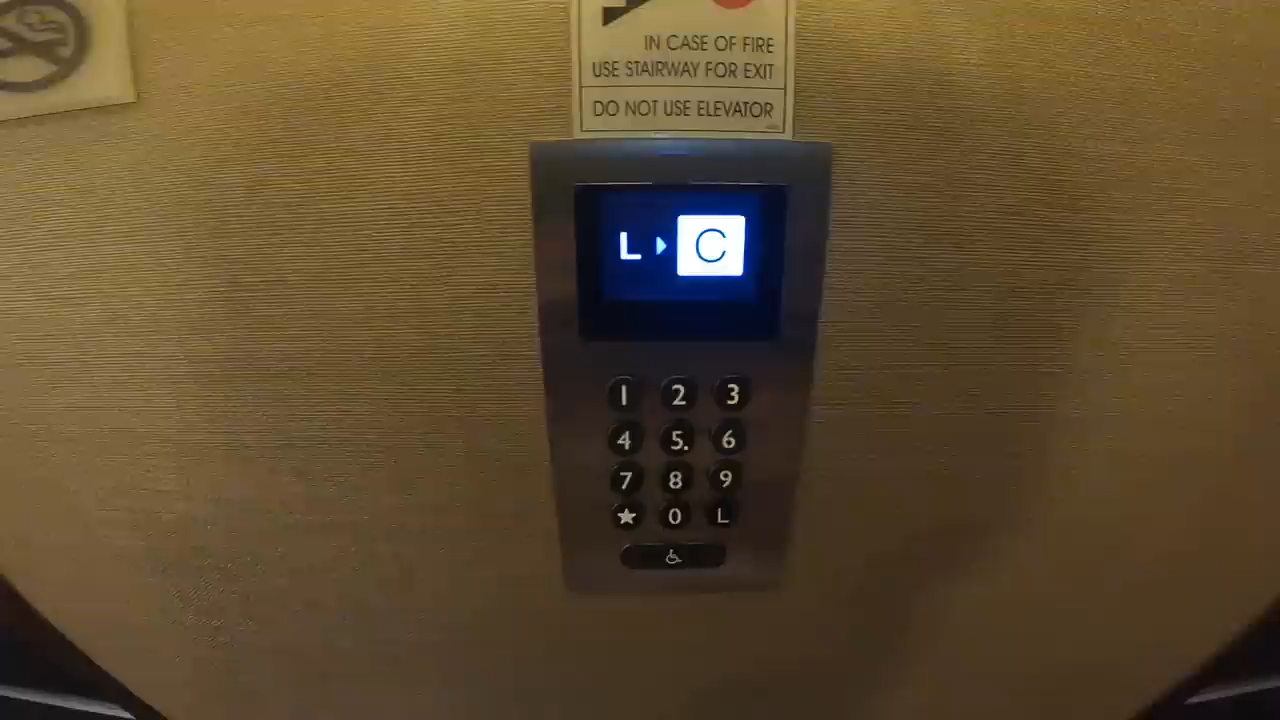 IN CASE OF FIRE
USE STAIRWAY FOR EXIT
DO NOT USE ELEVATOR
L C
1 2 3
4 5. 6
7 8 9
★ 0 L